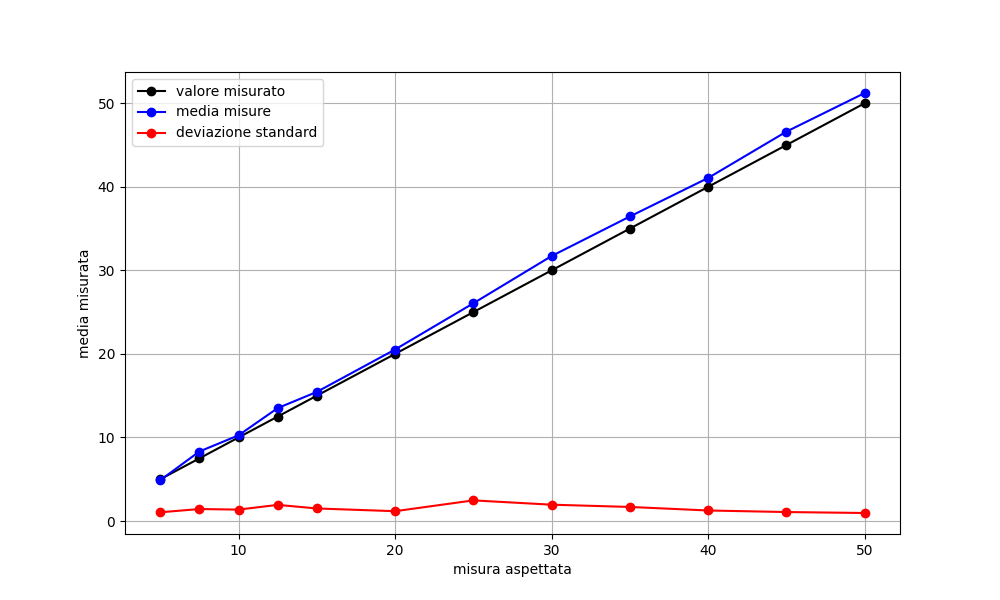 valore misurato
media misure
deviazione standard
50
40
30
20
10
0
media misurata
10 20 30 40 50
misura aspettata